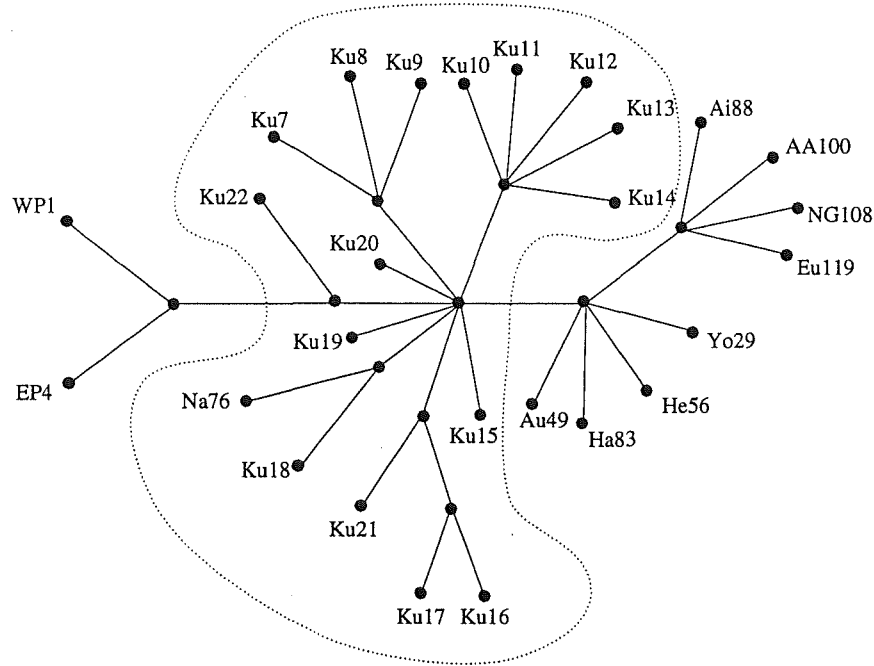 Ku8
Ku9
Ku10
Ku11
Ku12
Ku7
Ku13
Ai88
AA100
WP1
Ku22
Ku14
NG108
Ku20
Eu119
Ku19
Yo29
EP4
Na76
Ku15
Au49
He56
Ha83
Ku18
Ku21
Ku17
Ku16